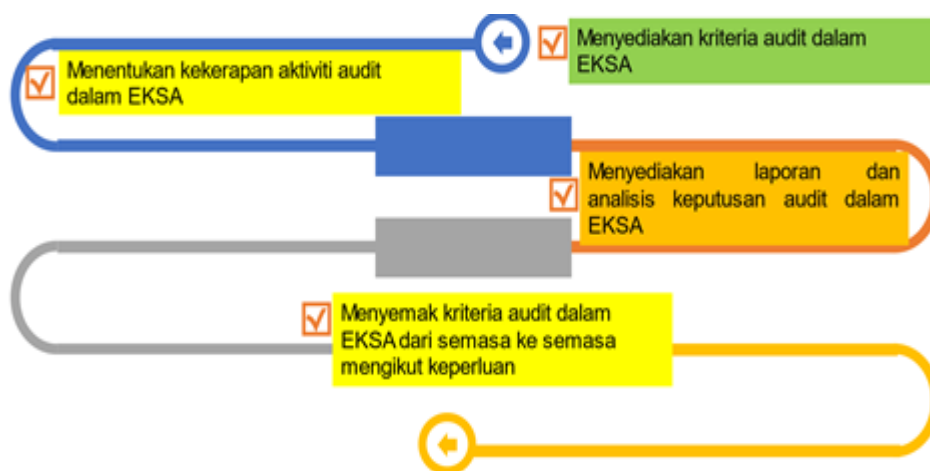 Menyediakan kriteria audit dalam
EKSA
Menentukan kekerapan aktiviti audit
dalam EKSA
Menyediakan laporan dan
analisis keputusan audit dalam
EKSA
Menyemak kriteria audit dalam
EKSA dari semasa ke semasa
mengikut keperluan